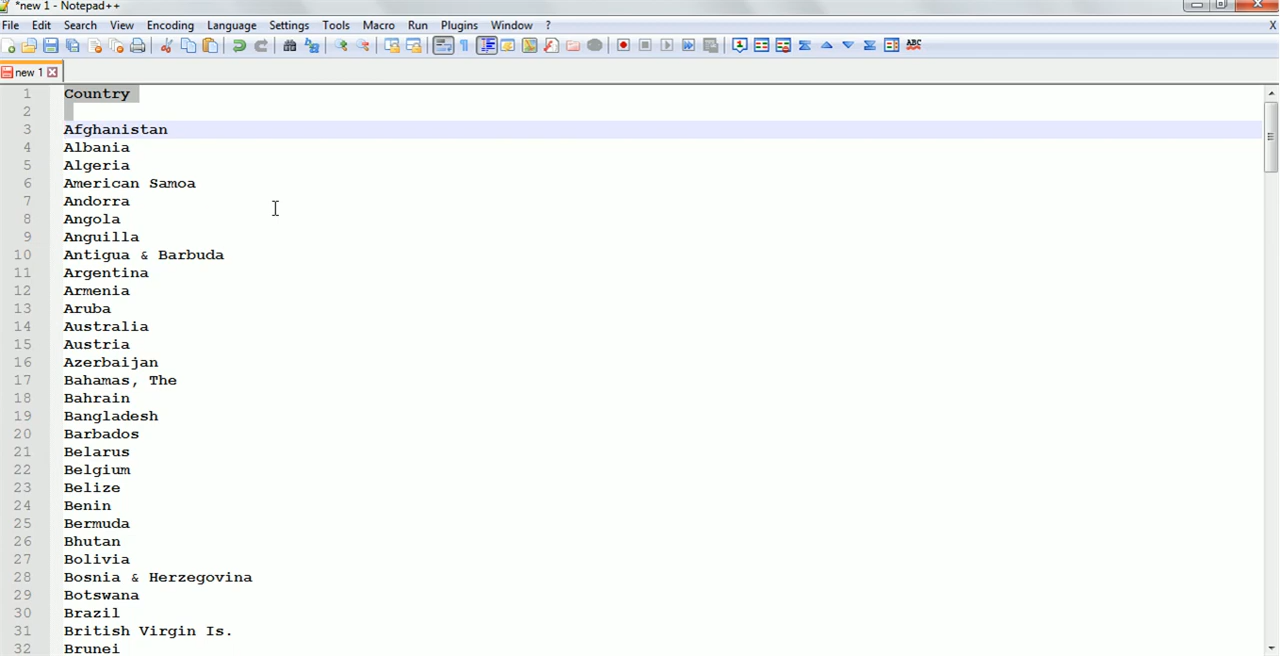 *new 1 - Notepad++
File Edit Search View Encoding Language Settings Tools Macro Run Plugins Window ? X
ABC
new 1
1 Country
2
3 Afghanistan
4 Albania
5 Algeria
6 American Samoa
7 Andorra
8 Angola
9 Anguilla
10 Antigua & Barbuda
11 Argentina
12 Armenia
13 Aruba
14 Australia
15 Austria
16 Azerbaijan
17 Bahamas, The
18 Bahrain
19 Bangladesh
20 Barbados
21 Belarus
22 Belgium
23 Belize
24 Benin
25 Bermuda
26 Bhutan
27 Bolivia
28 Bosnia & Herzegovina
29 Botswana
30 Brazil
31 British Virgin Is.
32 Brunei